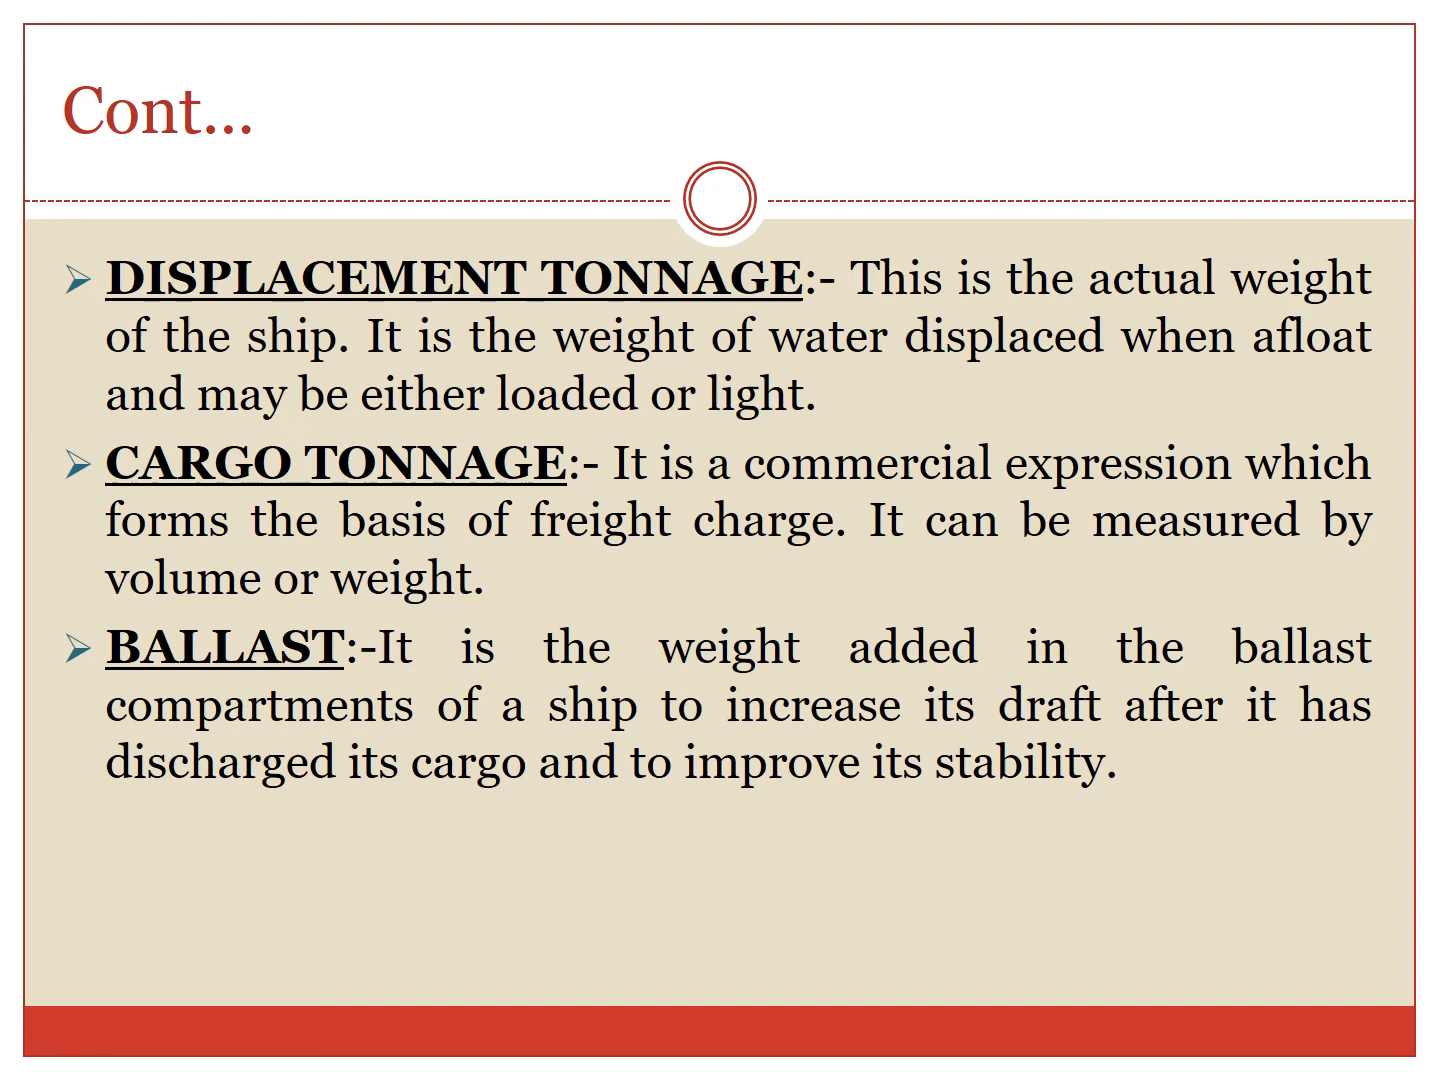 Cont...
DISPLACEMENT TONNAGE:- This is the actual weight
of the ship. It is the weight of water displaced when afloat
and may be either loaded or light.
CARGO TONNAGE:- It is a commercial expression which
forms the basis of freight charge. It can be measured by
volume or weight.
BALLAST:-It is the weight added in the ballast
compartments of a ship to increase its draft after it has
discharged its cargo and to improve its stability.